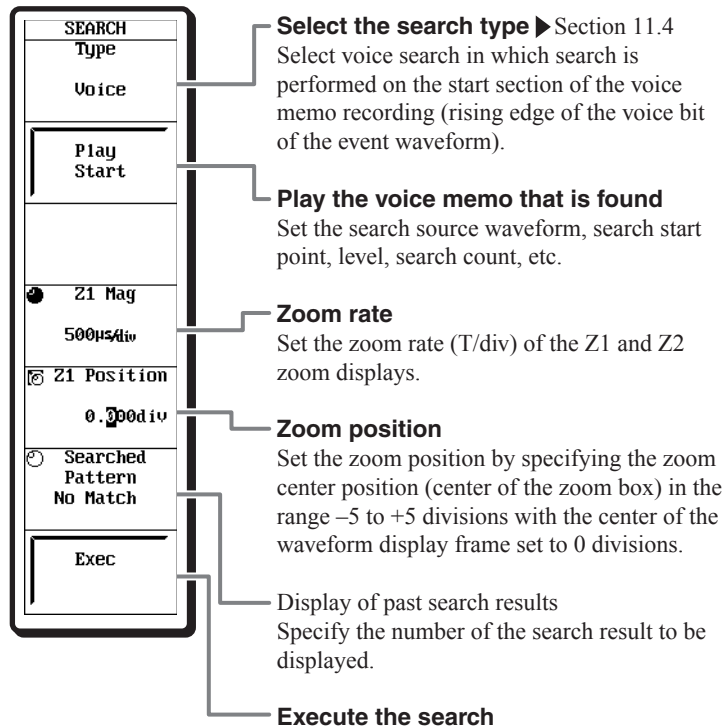 SEARCH
Type
Voice
Play
Start
Z1 Mag
500µs/div
Z1 Position
0.000div
Searched
Pattern
No Match
Exec
Select the search type ▶ Section 11.4
Select voice search in which search is
performed on the start section of the voice
memo recording (rising edge of the voice bit
of the event waveform).
Play the voice memo that is found
Set the search source waveform, search start
point, level, search count, etc.
Zoom rate
Set the zoom rate (T/div) of the Z1 and Z2
zoom displays.
Zoom position
Set the zoom position by specifying the zoom
center position (center of the zoom box) in the
range –5 to +5 divisions with the center of the
waveform display frame set to 0 divisions.
Display of past search results
Specify the number of the search result to be
displayed.
Execute the search